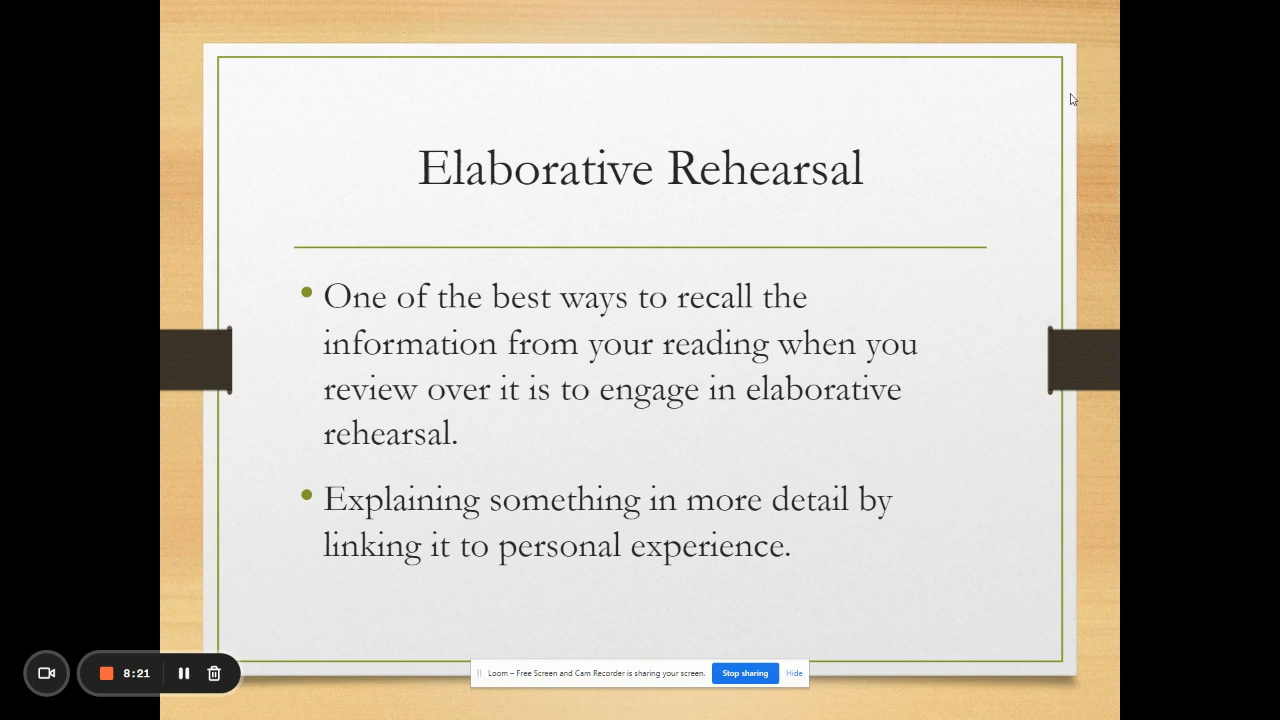 Elaborative Rehearsal
• One of the best ways to recall the
information from your reading when you
review over it is to engage in elaborative
rehearsal.
• Explaining something in more detail by
linking it to personal experience.
8:21
Loom – Free Screen and Cam Recorder is sharing your screen. Stop sharing Hide